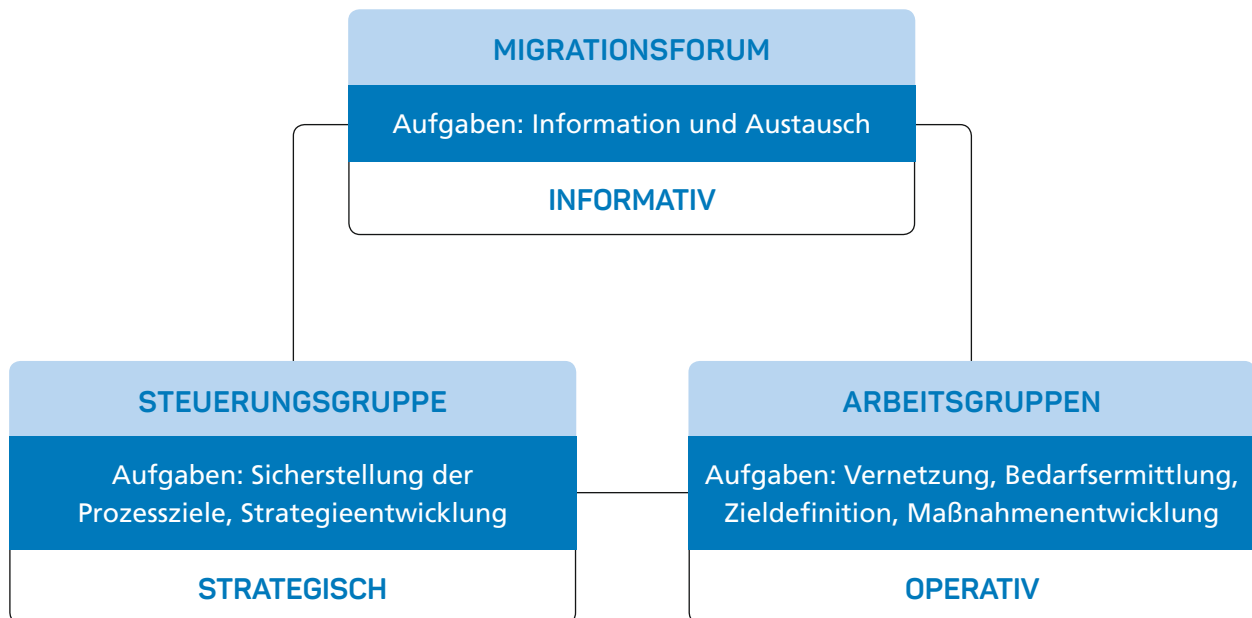 MIGRATIONSFORUM
Aufgaben: Information und Austausch
INFORMATIV
STEUERUNGSGRUPPE
Aufgaben: Sicherstellung der
Prozessziele, Strategieentwicklung
STRATEGISCH
ARBEITSGRUPPEN
Aufgaben: Vernetzung, Bedarfsermittlung,
Zieldefinition, Maßnahmenentwicklung
OPERATIV